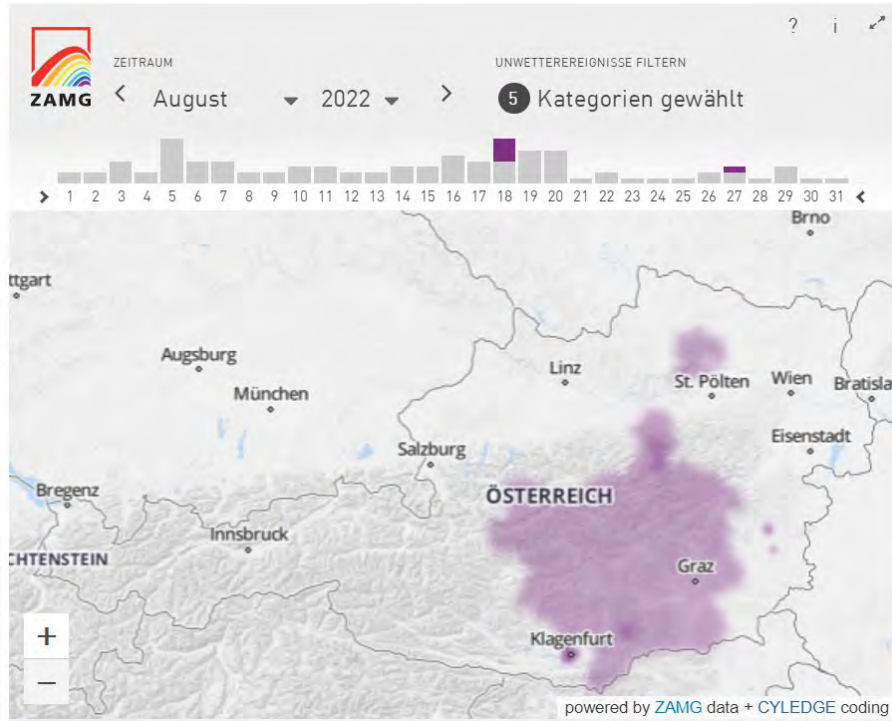 ? i
ZAMG
ZEITRAUM
August 2022
UNWETTEREREIGNISSE FILTERN
5 Kategorien gewählt
1 2 3 4 5 6 7 8 9 10 11 12 13 14 15 16 17 18 19 20 21 22 23 24 25 26 27 28 29 30 31
Brno
ttgart
Augsburg
Linz
München
St. Pölten
Wien
Bratisla
Salzburg
Eisenstadt
Bregenz
ÖSTERREICH
Innsbruck
CHTENSTEIN
Graz
+
Klagenfurt
−
powered by ZAMG data + CYLEDGE coding